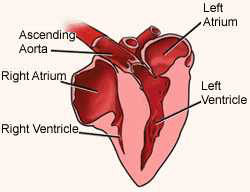 Left
Atrium
Ascending
Aorta
Right Atrium
Left
Ventricle
Right Ventricle